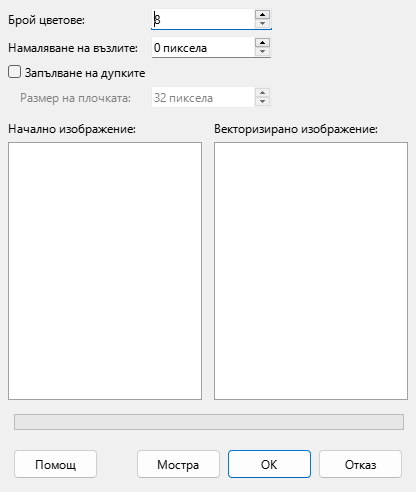 Брой цветове: 8
Намаляване на възлите: 0 пиксела
Запълване на дупките
Размер на плочката: 32 пиксела
Начално изображение: Векторизирано изображение:
Помощ Мостра OK Отказ